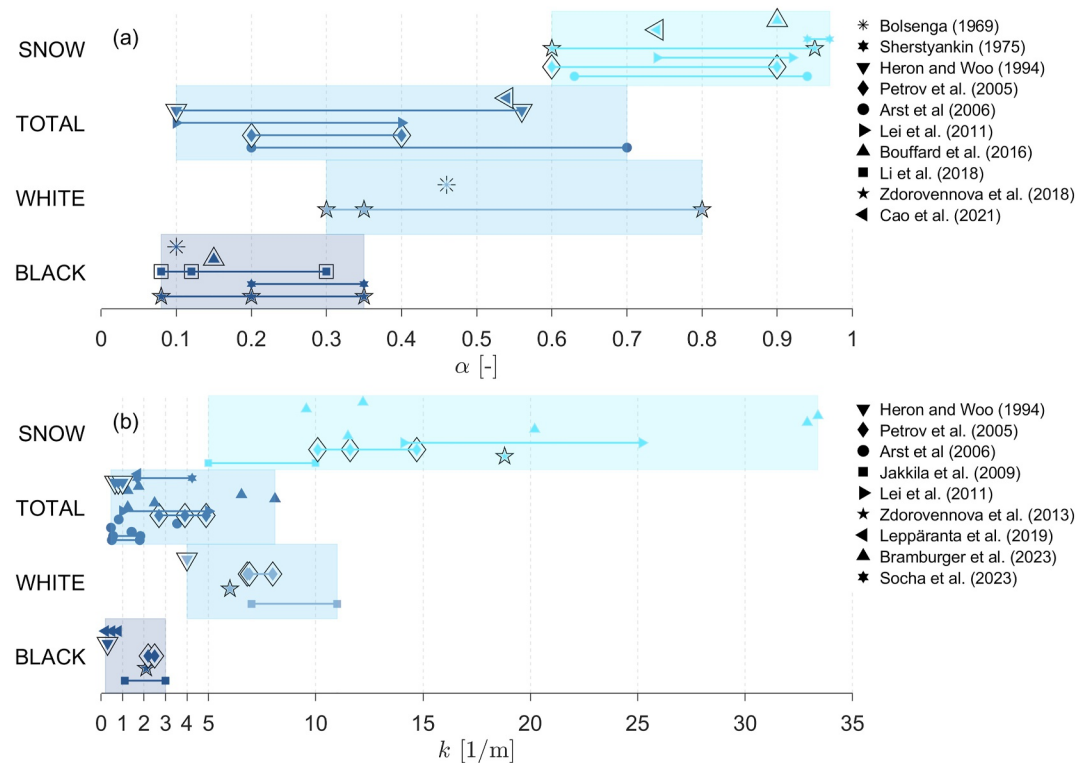 (a)
SNOW
TOTAL
WHITE
BLACK
0 0.1 0.2 0.3 0.4 0.5 0.6 0.7 0.8 0.9 1
α [-]
Bolsenga (1969)
Sherstyankin (1975)
Heron and Woo (1994)
Petrov et al. (2005)
Arst et al (2006)
Lei et al. (2011)
Bouffard et al. (2016)
Li et al. (2018)
Zdorovennova et al. (2018)
Cao et al. (2021)
(b)
SNOW
TOTAL
WHITE
BLACK
0 1 2 3 4 5 10 15 20 25 30 35
k [1/m]
Heron and Woo (1994)
Petrov et al. (2005)
Arst et al (2006)
Jakkila et al. (2009)
Lei et al. (2011)
Zdorovennova et al. (2013)
Leppäranta et al. (2019)
Bramburger et al. (2023)
Socha et al. (2023)